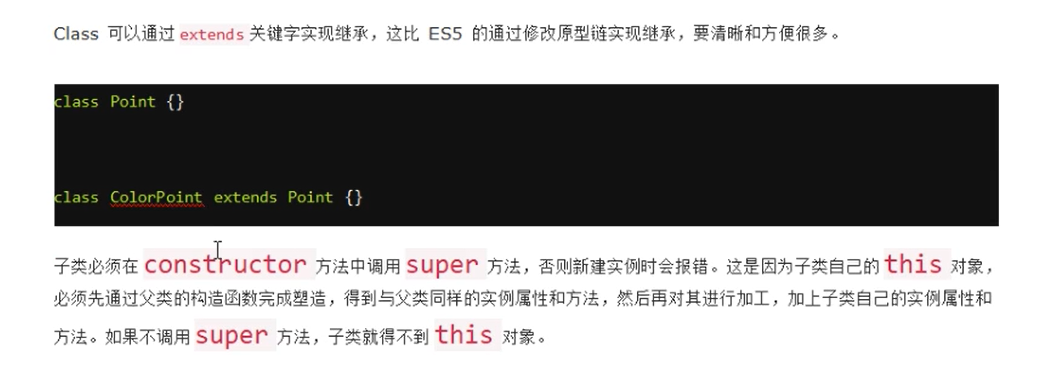 Class 可以通过 extends 关键字实现继承，这比 ES5 的通过修改原型链实现继承，要清晰和方便很多。
class Point {}
class ColorPoint extends Point {}
子类必须在 constructor 方法中调用 super 方法，否则新建实例时会报错。这是因为子类自己的 this 对象，
必须先通过父类的构造函数完成塑造，得到与父类同样的实例属性和方法，然后再对其进行加工，加上子类自己的实例属性和
方法。如果不调用 super 方法，子类就得不到 this 对象。